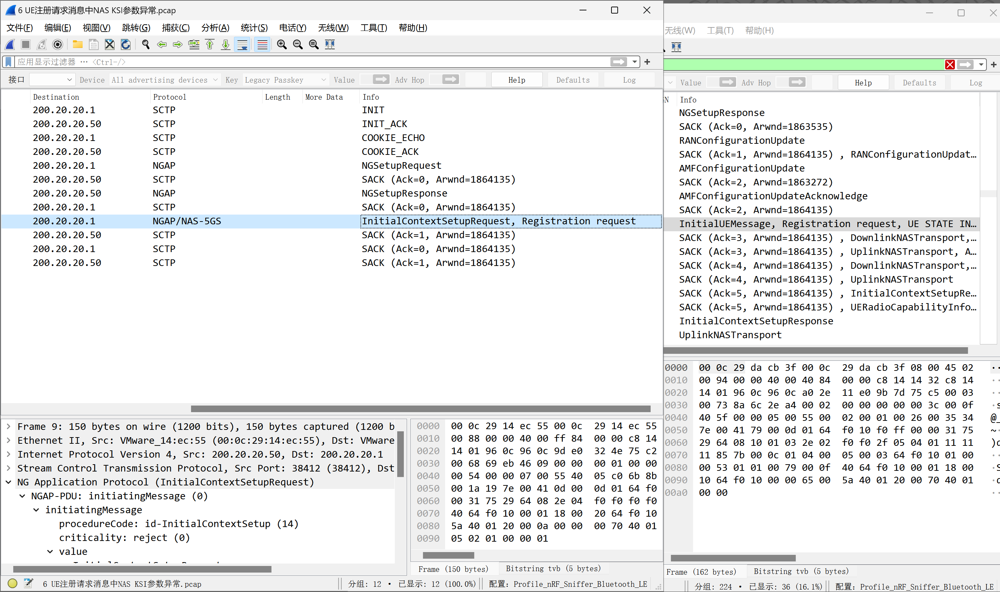 6 UE注册请求消息中NAS KSI参数异常.pcap
文件(F) 编辑(E) 视图(V) 跳转(G) 捕获(C) 分析(A) 统计(S) 电话(Y) 无线(W) 工具(T) 帮助(H)
应用显示过滤器 … <Ctrl-/>
接口 Device All advertising devices Key Legacy Passkey Value Adv Hop Help Defaults Log
Destination Protocol Length More Data Info
200.20.20.1 SCTP INIT
200.20.20.50 SCTP INIT_ACK
200.20.20.1 SCTP COOKIE_ECHO
200.20.20.50 SCTP COOKIE_ACK
200.20.20.1 NGAP NGSetupRequest
200.20.20.50 SCTP SACK (Ack=0, Arwnd=1864135)
200.20.20.50 NGAP NGSetupResponse
200.20.20.1 SCTP SACK (Ack=0, Arwnd=1864135)
200.20.20.1 NGAP/NAS-5GS InitialContextSetupRequest, Registration request
200.20.20.50 SCTP SACK (Ack=1, Arwnd=1864135)
200.20.20.1 SCTP SACK (Ack=0, Arwnd=1864135)
200.20.20.50 SCTP SACK (Ack=1, Arwnd=1864135)
Frame 9: 150 bytes on wire (1200 bits), 150 bytes captured (1200 b
Ethernet II, Src: VMware_14:ec:55 (00:0c:29:14:ec:55), Dst: VMware
Internet Protocol Version 4, Src: 200.20.20.50, Dst: 200.20.20.1
Stream Control Transmission Protocol, Src Port: 38412 (38412), Dst
NG Application Protocol (InitialContextSetupRequest)
NGAP-PDU: initiatingMessage (0)
initiatingMessage
procedureCode: id-InitialContextSetup (14)
criticality: reject (0)
value
0000 00 0c 29 14 ec 55 00 0c 29 14 ec 55
0010 00 88 00 00 40 00 ff 84 00 00 c8 14
0020 14 01 96 0c 96 0c 9d e0 32 4e 75 c2
0030 00 68 69 eb 46 09 00 00 00 01 00 00
0040 00 54 00 00 07 00 55 40 05 c0 6b 8b
0050 00 1a 19 7e 00 41 0d 00 0d 01 64 f0
0060 00 31 75 29 64 08 2e 04 f0 f0 f0 f0
0070 40 64 f0 10 00 01 18 00 20 64 f0 10
0080 5a 40 01 20 00 0a 00 00 00 70 40 01
0090 05 02 01 00 00 01
Frame (150 bytes) Bitstring tvb (5 bytes)
6 UE注册请求消息中NAS KSI参数异常.pcap 分组: 12 · 已显示: 12 (100.0%) 配置: Profile_nRF_Sniffer_Bluetooth_LE
无线(W) 工具(T) 帮助(H)
Value Adv Hop Help Defaults Log
Info
NGSetupResponse
SACK (Ack=0, Arwnd=1863535)
RANConfigurationUpdate
SACK (Ack=1, Arwnd=1864135) , RANConfigurationUpdat…
AMFConfigurationUpdate
SACK (Ack=2, Arwnd=1863272)
AMFConfigurationUpdateAcknowledge
SACK (Ack=2, Arwnd=1864135)
InitialUEMessage, Registration request, UE STATE IN…
SACK (Ack=3, Arwnd=1864135) , DownlinkNASTransport,…
SACK (Ack=3, Arwnd=1864135) , UplinkNASTransport, A…
SACK (Ack=4, Arwnd=1864135) , DownlinkNASTransport,…
SACK (Ack=4, Arwnd=1864135) , UplinkNASTransport
SACK (Ack=5, Arwnd=1864135) , InitialContextSetupRe…
SACK (Ack=5, Arwnd=1864135) , UERadioCapabilityInfo…
InitialContextSetupResponse
UplinkNASTransport
0000 00 0c 29 da cb 3f 00 0c 29 da cb 3f 08 00 45 02
0010 00 94 00 00 40 00 40 84 00 00 c8 14 14 32 c8 14
0020 14 01 96 0c 96 0c a0 2e 11 e0 9b 7d 75 c5 00 03
0030 00 73 8a 6c 2e a4 00 02 00 00 00 00 00 3c 00 0f
0040 40 5f 00 00 05 00 55 00 02 00 01 00 26 00 35 34 @_
0050 7e 00 41 79 00 0d 01 64 f0 10 f0 ff 00 00 31 75 ~·
0060 29 64 08 10 01 03 2e 02 f0 f0 2f 05 04 01 11 11
0070 11 85 7b 00 0c 01 04 00 05 00 03 64 f0 10 01 00
0080 00 53 01 01 00 79 00 0f 40 64 f0 10 00 01 18 00
0090 10 64 f0 10 00 00 65 00 5a 40 01 20 00 70 40 01
00a0 00 00
Frame (162 bytes) Bitstring tvb (5 bytes)
分组: 224 · 已显示: 36 (16.1%) 配置: Profile_nRF_Sniffer_Bluetooth_LE